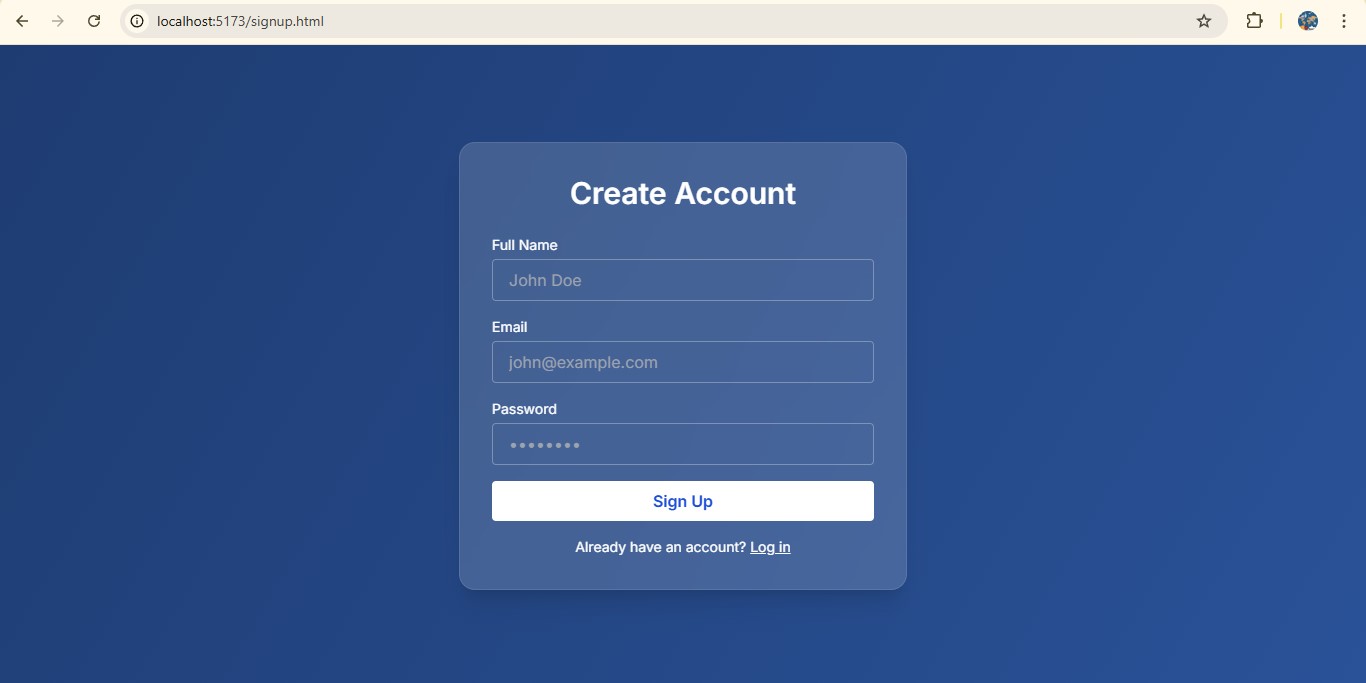 localhost:5173/signup.html
Create Account
Full Name
John Doe
Email
john@example.com
Password
••••••••
Sign Up
Already have an account? Log in